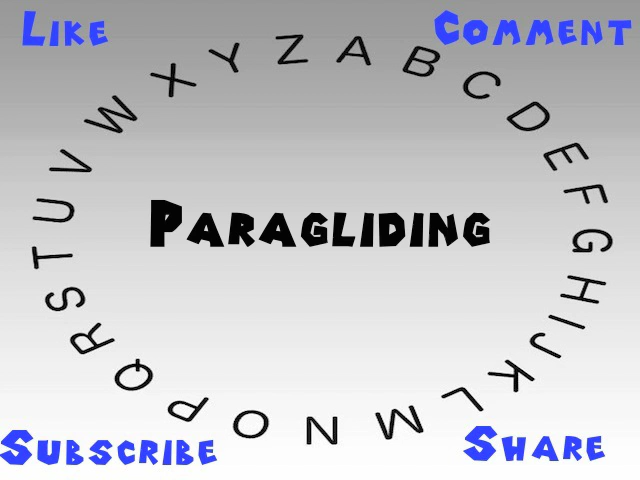 Like
Comment
A B C D E F G H I J K L M N O P Q R S T U V W X Y Z
Paragliding
Subscribe
Share